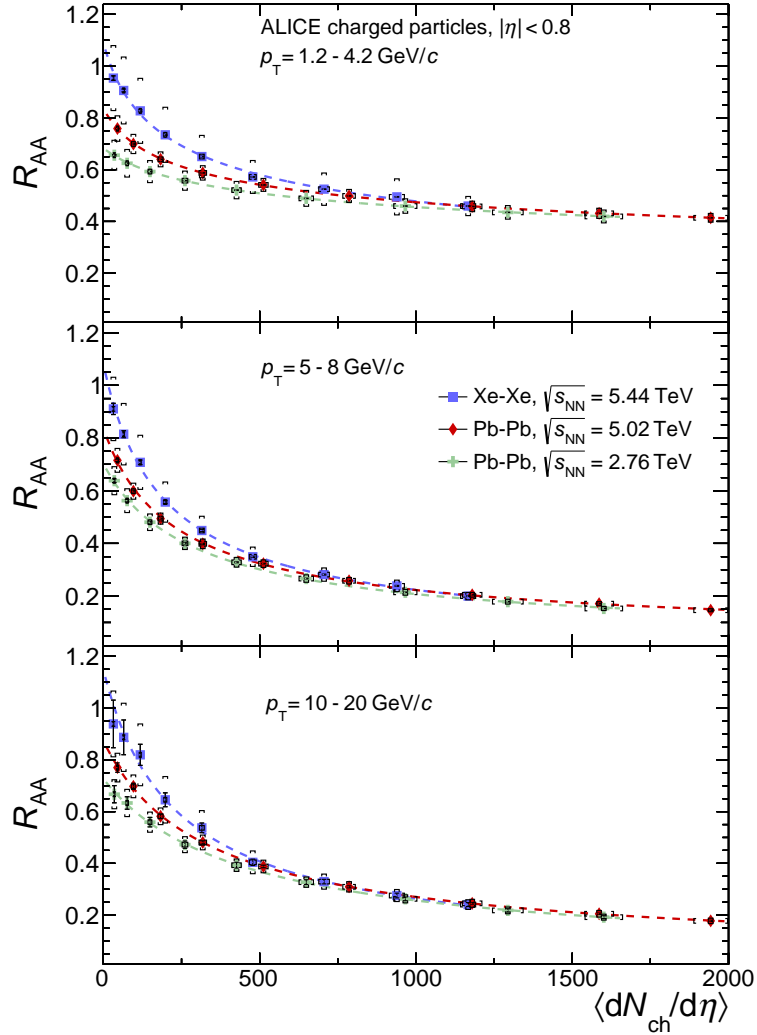 ALICE charged particles, |η| < 0.8
p_T = 1.2 - 4.2 GeV/c
R_AA
1.2
1
0.8
0.6
0.4
0.2
p_T = 5 - 8 GeV/c
Xe-Xe, √s_NN = 5.44 TeV
Pb-Pb, √s_NN = 5.02 TeV
Pb-Pb, √s_NN = 2.76 TeV
R_AA
1.2
1
0.8
0.6
0.4
0.2
p_T = 10 - 20 GeV/c
R_AA
1.2
1
0.8
0.6
0.4
0.2
0 500 1000 1500 2000
⟨dN_ch/dη⟩